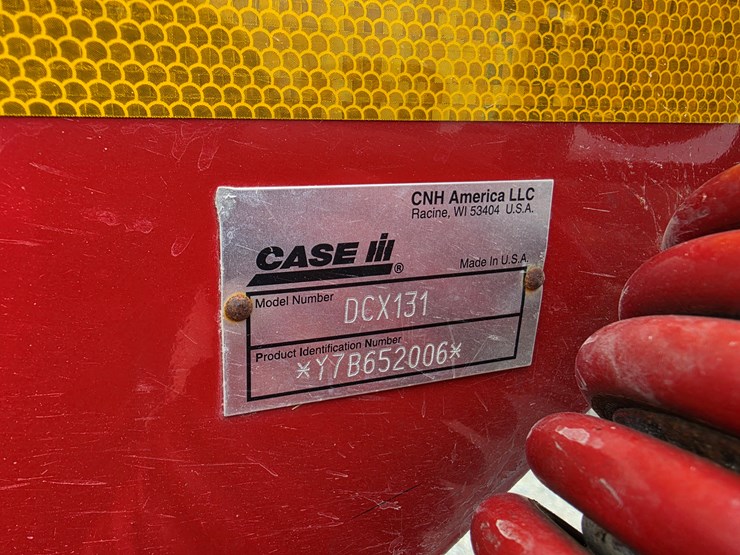 CNH America LLC
Racine, WI 53404 U.S.A.
CASE IH®
Made In U.S.A.
Model Number DCX131
Product Identification Number
*Y7B652006*